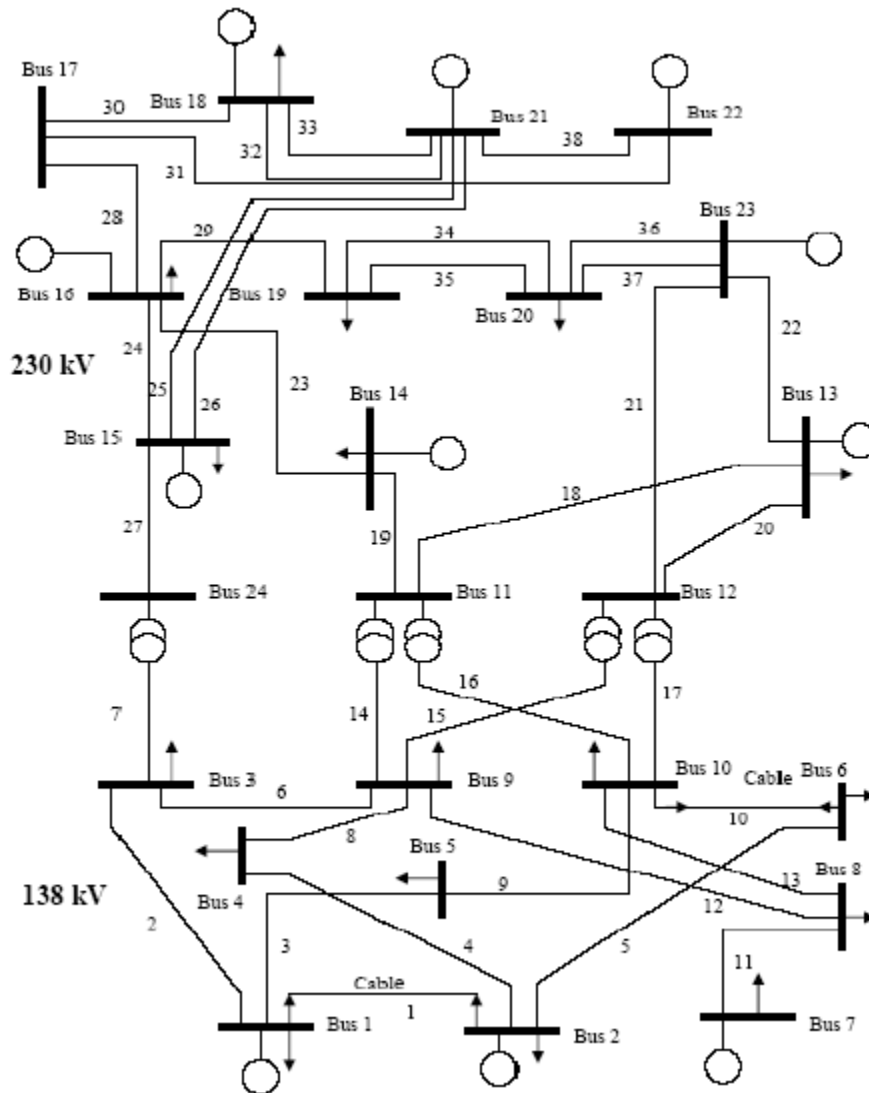 Bus 17
30
Bus 18
33
32
Bus 21
38
Bus 22
31
28
29
34
36
Bus 23
Bus 16
Bus 19
35
Bus 20
37
22
24
230 kV
25
26
23
Bus 14
21
Bus 13
Bus 15
27
19
18
20
Bus 24
Bus 11
Bus 12
16
7
14
15
17
Bus 3
6
Bus 9
Bus 10
Cable
Bus 6
10
8
Bus 5
Bus 8
138 kV
Bus 4
9
13
12
2
3
4
5
11
Cable
1
Bus 1
Bus 2
Bus 7